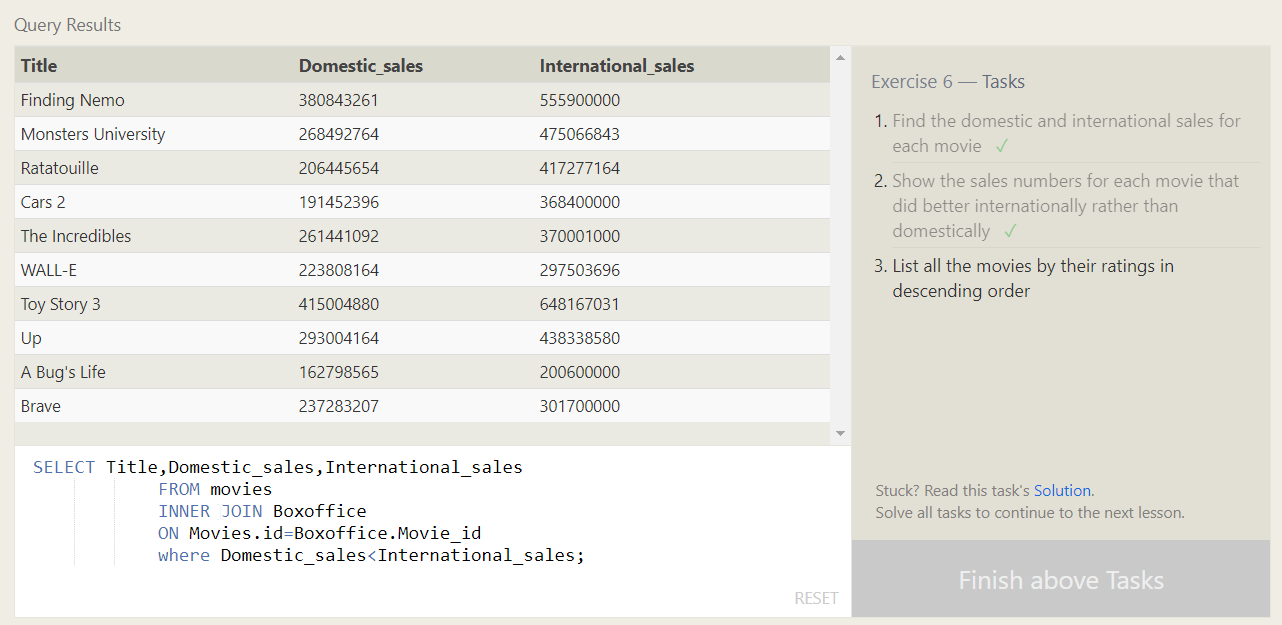 Query Results
Title Domestic_sales International_sales
Finding Nemo 380843261 555900000
Monsters University 268492764 475066843
Ratatouille 206445654 417277164
Cars 2 191452396 368400000
The Incredibles 261441092 370001000
WALL-E 223808164 297503696
Toy Story 3 415004880 648167031
Up 293004164 438338580
A Bug's Life 162798565 200600000
Brave 237283207 301700000
SELECT Title,Domestic_sales,International_sales
FROM movies
INNER JOIN Boxoffice
ON Movies.id=Boxoffice.Movie_id
where Domestic_sales<International_sales;
RESET
Exercise 6 — Tasks
1. Find the domestic and international sales for
each movie ✓
2. Show the sales numbers for each movie that
did better internationally rather than
domestically ✓
3. List all the movies by their ratings in
descending order
Stuck? Read this task's Solution.
Solve all tasks to continue to the next lesson.
Finish above Tasks